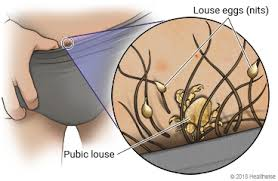 Louse eggs (nits)
Pubic louse
© 2015 Healthwise